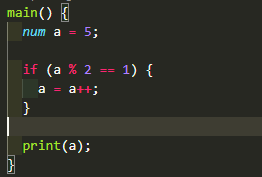 main() {
  num a = 5;

  if (a % 2 == 1) {
    a = a++;
  }

  print(a);
}